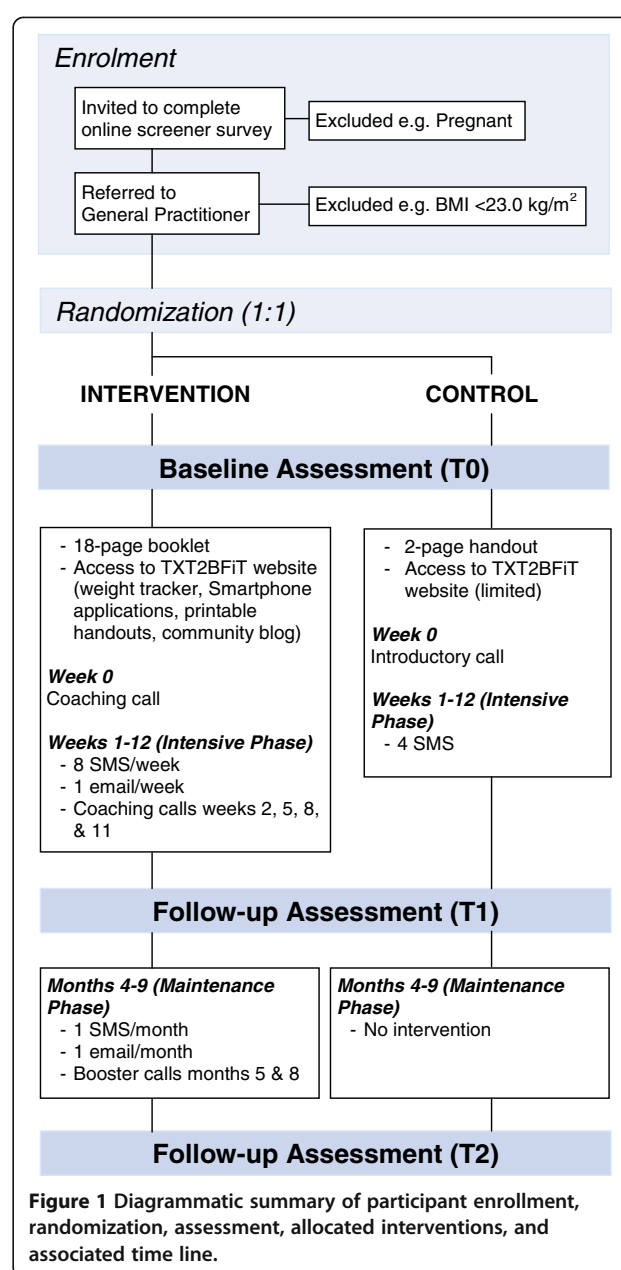 Enrolment
Invited to complete
online screener survey
Excluded e.g. Pregnant
Referred to
General Practitioner
Excluded e.g. BMI <23.0 kg/m²
Randomization (1:1)
INTERVENTION
CONTROL
Baseline Assessment (T0)
- 18-page booklet
- Access to TXT2BFiT website
(weight tracker, Smartphone
applications, printable
handouts, community blog)
Week 0
Coaching call
Weeks 1-12 (Intensive Phase)
- 8 SMS/week
- 1 email/week
- Coaching calls weeks 2, 5, 8,
& 11
- 2-page handout
- Access to TXT2BFiT
website (limited)
Week 0
Introductory call
Weeks 1-12 (Intensive
Phase)
- 4 SMS
Follow-up Assessment (T1)
Months 4-9 (Maintenance
Phase)
- 1 SMS/month
- 1 email/month
- Booster calls months 5 & 8
Months 4-9 (Maintenance
Phase)
- No intervention
Follow-up Assessment (T2)
Figure 1 Diagrammatic summary of participant enrollment,
randomization, assessment, allocated interventions, and
associated time line.